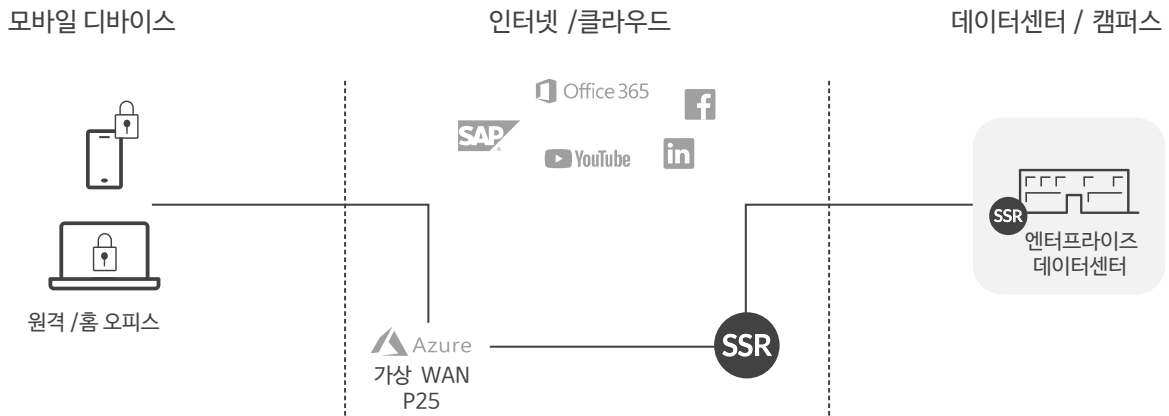 모바일 디바이스
인터넷 /클라우드
데이터센터 / 캠퍼스
Office 365
SAP
YouTube
in
SSR
엔터프라이즈
데이터센터
원격 /홈 오피스
Azure
가상 WAN
P25
SSR